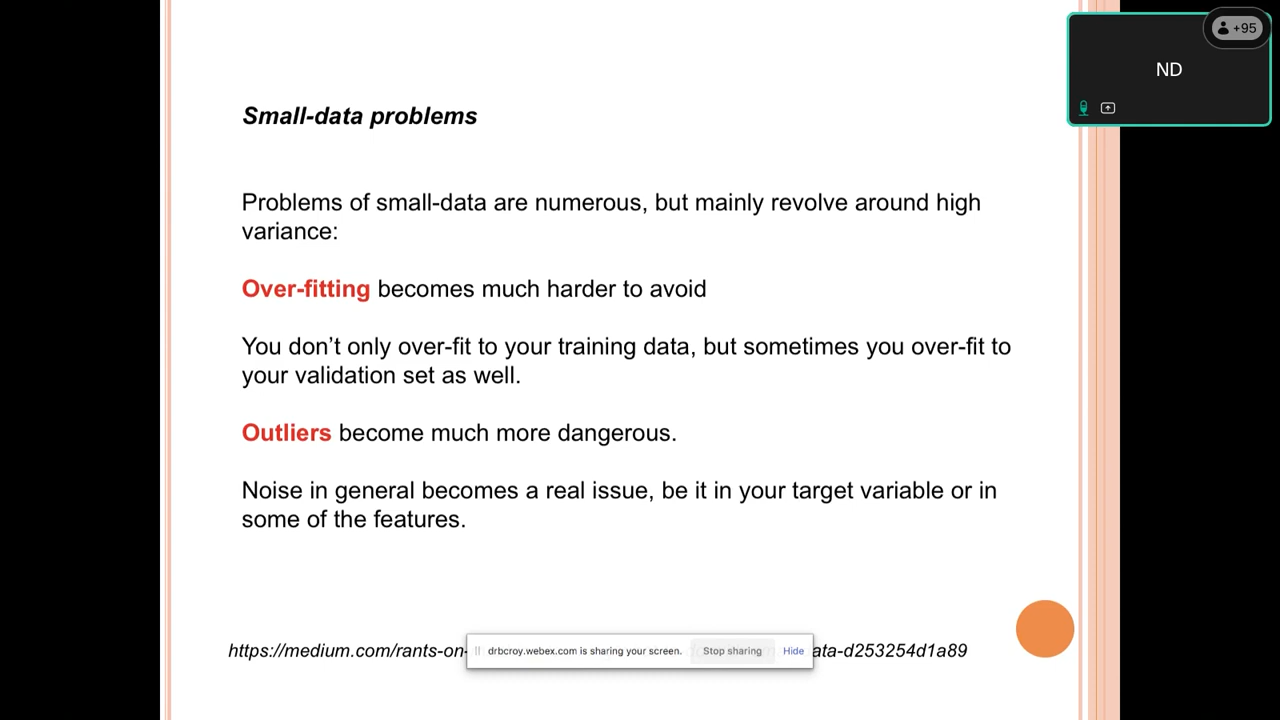 +95
ND
Small-data problems
Problems of small-data are numerous, but mainly revolve around high
variance:
Over-fitting becomes much harder to avoid
You don’t only over-fit to your training data, but sometimes you over-fit to
your validation set as well.
Outliers become much more dangerous.
Noise in general becomes a real issue, be it in your target variable or in
some of the features.
https://medium.com/rants-on- ata-d253254d1a89
drbcroy.webex.com is sharing your screen. Stop sharing Hide